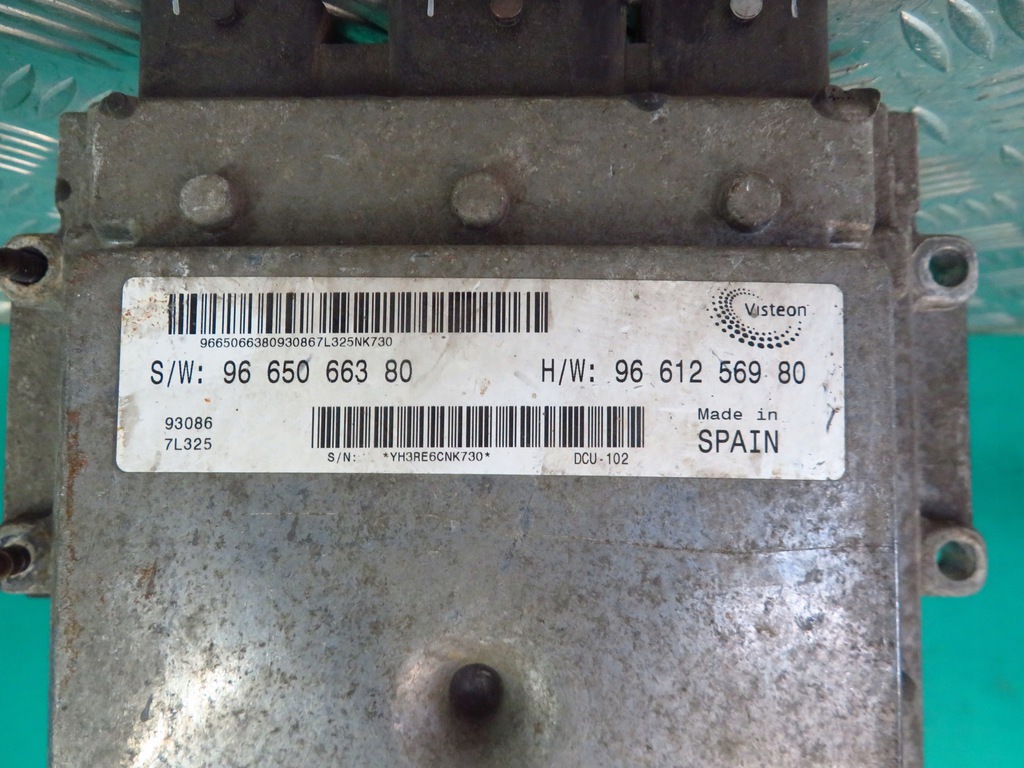 Visteon
9665066380930867L325NK730
S/W: 96 650 663 80
H/W: 96 612 569 80
93086
7L325
S/N: *YH3RE6CNK730*
DCU-102
Made in
SPAIN